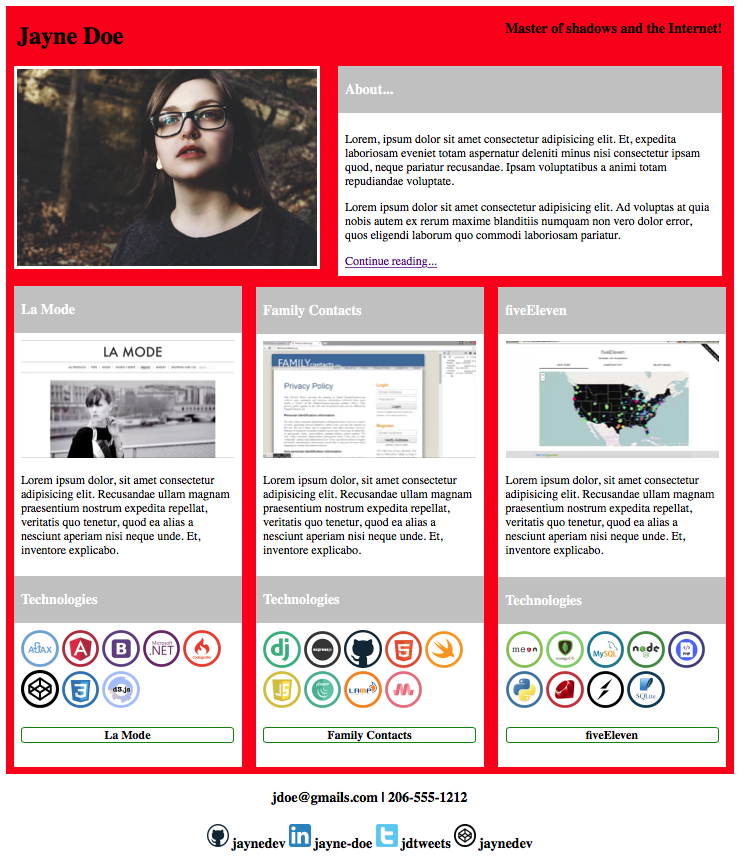 Jayne Doe
Master of shadows and the Internet!
About...
Lorem, ipsum dolor sit amet consectetur adipisicing elit. Et, expedita
laboriosam eveniet totam aspernatur deleniti minus nisi consectetur ipsam
quod, neque pariatur recusandae. Ipsam voluptatibus a animi totam
repudiandae voluptate.
Lorem ipsum dolor sit amet consectetur adipisicing elit. Ad voluptas at quia
nobis autem ex rerum maxime blanditiis numquam non vero dolor error,
quos eligendi laborum quo commodi laboriosam pariatur.
Continue reading...
La Mode
LA MODE
Lorem ipsum dolor, sit amet consectetur
adipisicing elit. Recusandae ullam magnam
praesentium nostrum expedita repellat,
veritatis quo tenetur, quod ea alias a
nesciunt aperiam nisi neque unde. Et,
inventore explicabo.
Technologies
AJAX
A
B
Microsoft
.NET
3
d3.js
La Mode
Family Contacts
FAMILYcontacts
Privacy Policy
Login
Register
Lorem ipsum dolor, sit amet consectetur
adipisicing elit. Recusandae ullam magnam
praesentium nostrum expedita repellat,
veritatis quo tenetur, quod ea alias a
nesciunt aperiam nisi neque unde. Et,
inventore explicabo.
Technologies
dj
express
5
JS
LAMP
Family Contacts
fiveEleven
fiveEleven
Lorem ipsum dolor, sit amet consectetur
adipisicing elit. Recusandae ullam magnam
praesentium nostrum expedita repellat,
veritatis quo tenetur, quod ea alias a
nesciunt aperiam nisi neque unde. Et,
inventore explicabo.
Technologies
mean
mongoDB
MySQL
node
PHP
SQLite
fiveEleven
jdoe@gmails.com | 206-555-1212
jaynedev in jayne-doe jdtweets jaynedev